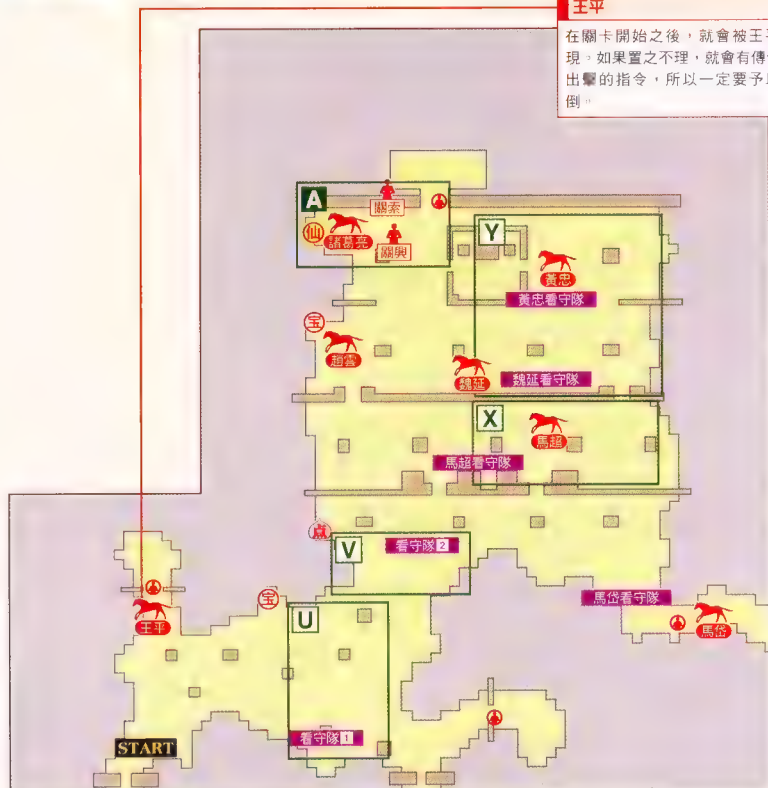 王平
在關卡開始之後，就會被王
現。如果置之不理，就會有傳
出擊的指令，所以一定要予
倒。
A
關索
仙
諸葛亮
關興
Y
黃忠
黃忠看守隊
宝
趙雲
魏延
魏延看守隊
X
馬超
馬超看守隊
点
V
看守隊2
宝
王平
U
馬岱看守隊
馬岱
看守隊1
START